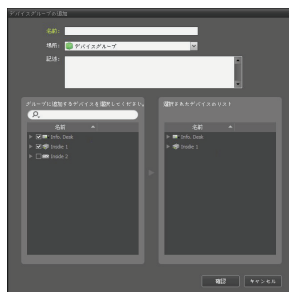 デバイスグループの追加
名前:
場所: デバイスグループ
記述:
グループに追加するデバイスを選択してください。
名前
Info. Desk
Inside 1
Inside 2
選択されたデバイスのリスト
名前
Info. Desk
Inside 1
確認
キャンセル